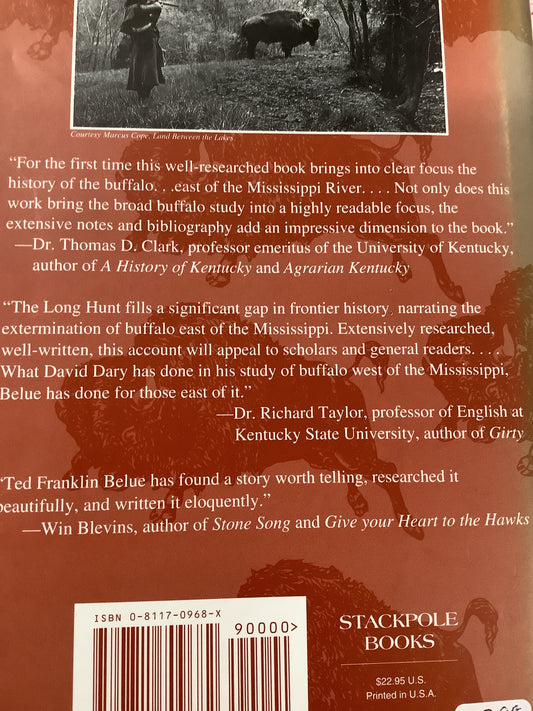 Courtesy Marcus Cope, Land Between the Lakes
“For the first time this well-researched book brings into clear focus the
history of the buffalo. . .east of the Mississippi River. . . . Not only does this
work bring the broad buffalo study into a highly readable focus, the
extensive notes and bibliography add an impressive dimension to the book.”
—Dr. Thomas D. Clark, professor emeritus of the University of Kentucky,
author of A History of Kentucky and Agrarian Kentucky
“The Long Hunt fills a significant gap in frontier history narrating the
extermination of buffalo east of the Mississippi. Extensively researched,
well-written, this account will appeal to scholars and general readers. . . .
What David Dary has done in his study of buffalo west of the Mississippi,
Belue has done for those east of it.”
—Dr. Richard Taylor, professor of English at
Kentucky State University, author of Girty
“Ted Franklin Belue has found a story worth telling, researched it
beautifully, and written it eloquently.”
—Win Blevins, author of Stone Song and Give your Heart to the Hawks
ISBN 0-8117-0968-X
90000>
STACKPOLE
BOOKS
$22.95 U.S.
Printed in U.S.A.